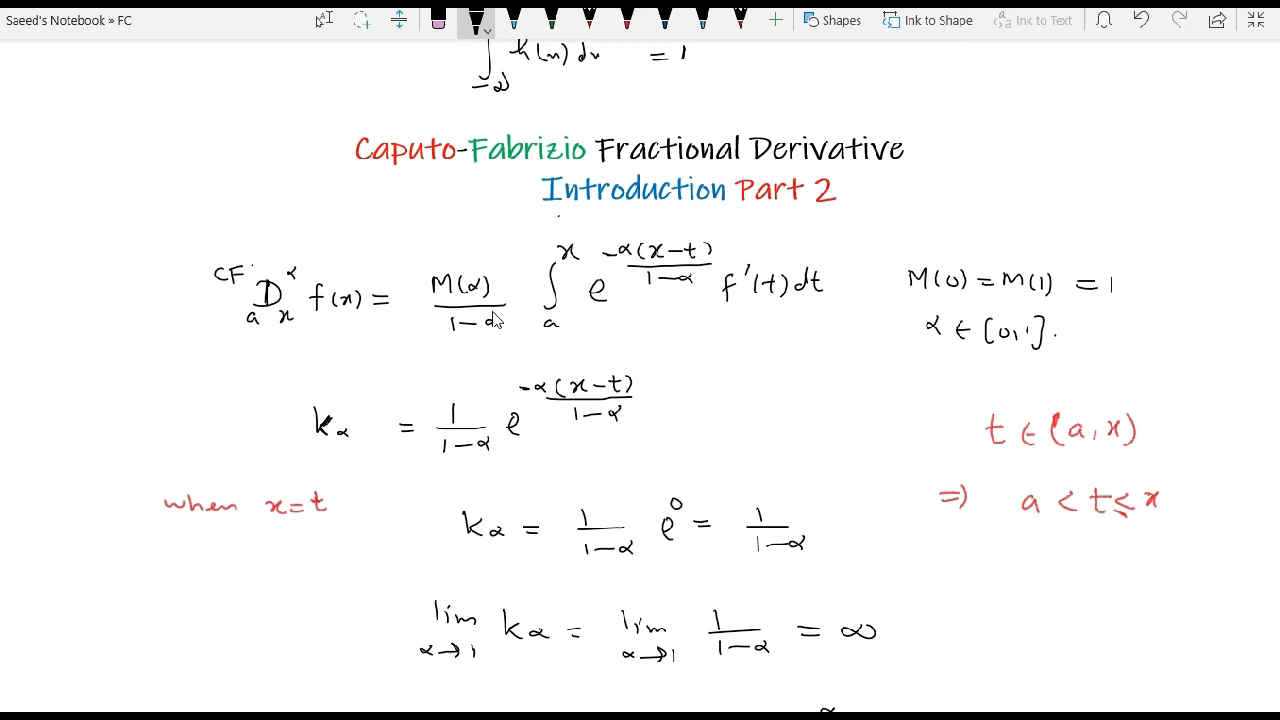 Saeed's Notebook » FC
Shapes Ink to Shape Ink to Text
∫ k(x) dx = 1
-∞
Caputo-Fabrizio Fractional Derivative
Introduction Part 2
CF D^α f(x) = M(α)/(1-α) ∫_a^x e^(-α(x-t)/(1-α)) f'(t) dt M(0) = M(1) = 1
a x
α ∈ [0,1].
k_α = 1/(1-α) e^(-α(x-t)/(1-α))
t ∈ (a, x)
when x=t
⇒ a < t ≤ x
k_α = 1/(1-α) e^0 = 1/(1-α)
lim_(α→1) k_α = lim_(α→1) 1/(1-α) = ∞